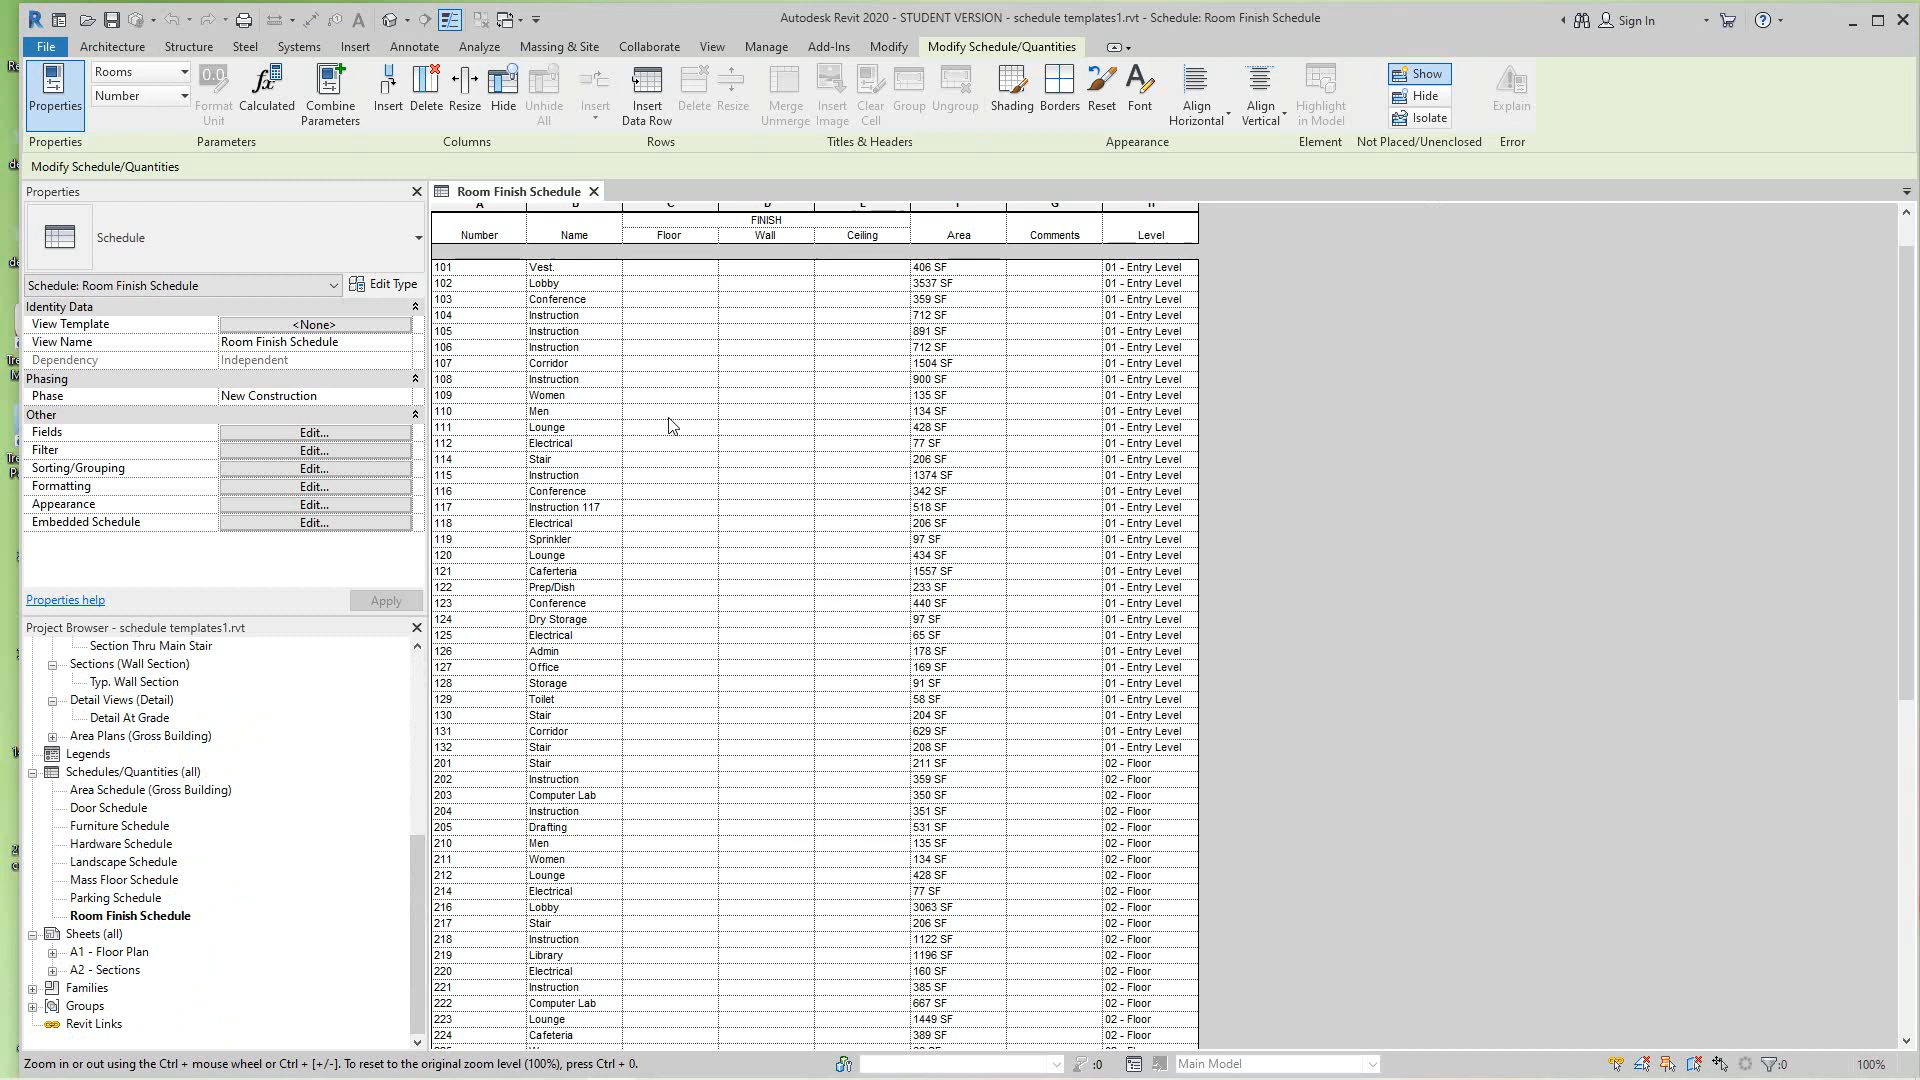 Autodesk Revit 2020 - STUDENT VERSION - schedule templates1.rvt - Schedule: Room Finish Schedule
Sign In
File Architecture Structure Steel Systems Insert Annotate Analyze Massing & Site Collaborate View Manage Add-Ins Modify Modify Schedule/Quantities
Rooms
Number
Properties
Format Unit
Calculated
Combine Parameters
Insert Delete Resize Hide Unhide All
Insert
Insert Data Row
Delete Resize
Merge Unmerge
Insert Image
Clear Cell
Group Ungroup
Shading Borders Reset Font
Align Horizontal
Align Vertical
Highlight in Model
Show
Hide
Isolate
Explain
Properties Parameters Columns Rows Titles & Headers Appearance Element Not Placed/Unenclosed Error
Modify Schedule/Quantities
Properties
Schedule
Schedule: Room Finish Schedule Edit Type
Identity Data
View Template <None>
View Name Room Finish Schedule
Dependency Independent
Phasing
Phase New Construction
Other
Fields Edit...
Filter Edit...
Sorting/Grouping Edit...
Formatting Edit...
Appearance Edit...
Embedded Schedule Edit...
Properties help Apply
Project Browser - schedule templates1.rvt
Section Thru Main Stair
Sections (Wall Section)
Typ. Wall Section
Detail Views (Detail)
Detail At Grade
Area Plans (Gross Building)
Legends
Schedules/Quantities (all)
Area Schedule (Gross Building)
Door Schedule
Furniture Schedule
Hardware Schedule
Landscape Schedule
Mass Floor Schedule
Parking Schedule
Room Finish Schedule
Sheets (all)
A1 - Floor Plan
A2 - Sections
Families
Groups
Revit Links
Room Finish Schedule
FINISH
Number Name Floor Wall Ceiling Area Comments Level
101 Vest. 406 SF 01 - Entry Level
102 Lobby 3537 SF 01 - Entry Level
103 Conference 359 SF 01 - Entry Level
104 Instruction 712 SF 01 - Entry Level
105 Instruction 891 SF 01 - Entry Level
106 Instruction 712 SF 01 - Entry Level
107 Corridor 1504 SF 01 - Entry Level
108 Instruction 900 SF 01 - Entry Level
109 Women 135 SF 01 - Entry Level
110 Men 134 SF 01 - Entry Level
111 Lounge 428 SF 01 - Entry Level
112 Electrical 77 SF 01 - Entry Level
114 Stair 206 SF 01 - Entry Level
115 Instruction 1374 SF 01 - Entry Level
116 Conference 342 SF 01 - Entry Level
117 Instruction 117 518 SF 01 - Entry Level
118 Electrical 206 SF 01 - Entry Level
119 Sprinkler 97 SF 01 - Entry Level
120 Lounge 434 SF 01 - Entry Level
121 Caferteria 1557 SF 01 - Entry Level
122 Prep/Dish 233 SF 01 - Entry Level
123 Conference 440 SF 01 - Entry Level
124 Dry Storage 97 SF 01 - Entry Level
125 Electrical 65 SF 01 - Entry Level
126 Admin 178 SF 01 - Entry Level
127 Office 169 SF 01 - Entry Level
128 Storage 91 SF 01 - Entry Level
129 Toilet 58 SF 01 - Entry Level
130 Stair 204 SF 01 - Entry Level
131 Corridor 629 SF 01 - Entry Level
132 Stair 208 SF 01 - Entry Level
201 Stair 211 SF 02 - Floor
202 Instruction 359 SF 02 - Floor
203 Computer Lab 350 SF 02 - Floor
204 Instruction 351 SF 02 - Floor
205 Drafting 531 SF 02 - Floor
210 Men 135 SF 02 - Floor
211 Women 134 SF 02 - Floor
212 Lounge 428 SF 02 - Floor
214 Electrical 77 SF 02 - Floor
216 Lobby 3063 SF 02 - Floor
217 Stair 206 SF 02 - Floor
218 Instruction 1122 SF 02 - Floor
219 Library 1196 SF 02 - Floor
220 Electrical 160 SF 02 - Floor
221 Instruction 385 SF 02 - Floor
222 Computer Lab 667 SF 02 - Floor
223 Lounge 1449 SF 02 - Floor
224 Cafeteria 389 SF 02 - Floor
Zoom in or out using the Ctrl + mouse wheel or Ctrl + [+/-]. To reset to the original zoom level (100%), press Ctrl + 0.
:0
Main Model
:0
100%